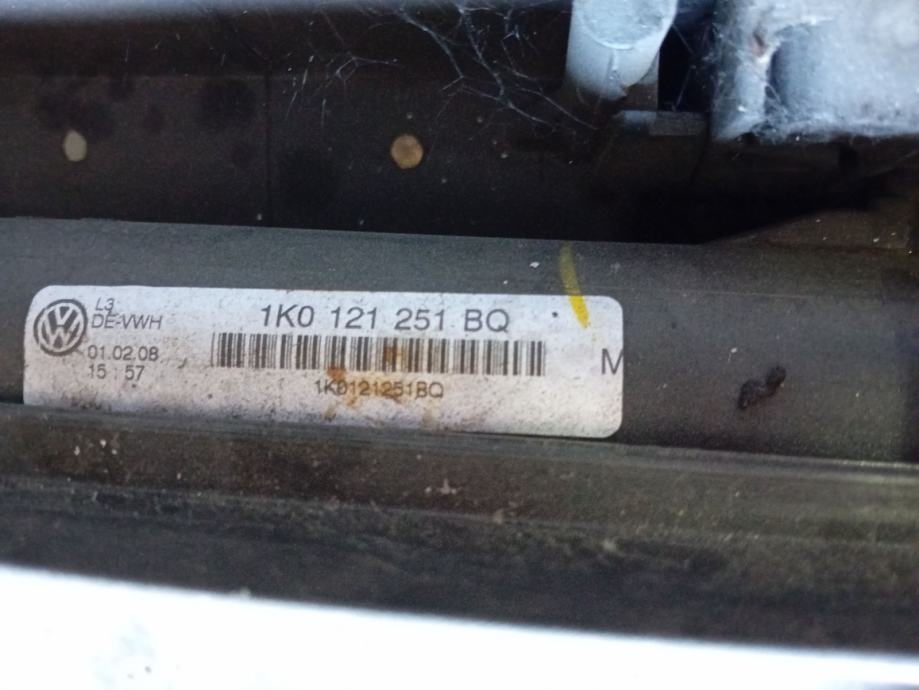 L3
DE-VWH
01.02.08
15:57
1K0 121 251 BQ
1K0121251BQ
M